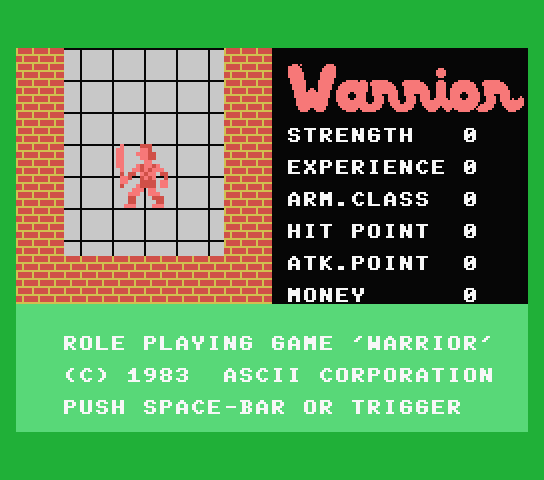 Warrior
STRENGTH 0
EXPERIENCE 0
ARM.CLASS 0
HIT POINT 0
ATK.POINT 0
MONEY 0
ROLE PLAYING GAME 'WARRIOR'
(C) 1983 ASCII CORPORATION
PUSH SPACE-BAR OR TRIGGER